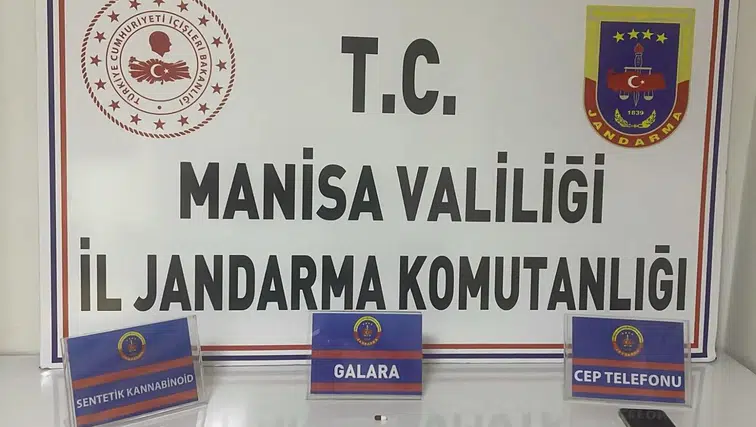 TÜRKİYE CUMHURİYETİ İÇİŞLERİ BAKANLIĞI
T.C.
1839
JANDARMA
MANİSA VALİLİĞİ
İL JANDARMA KOMUTANLIĞI
SENTETİK KANNABİNOİD
GALARA
CEP TELEFONU